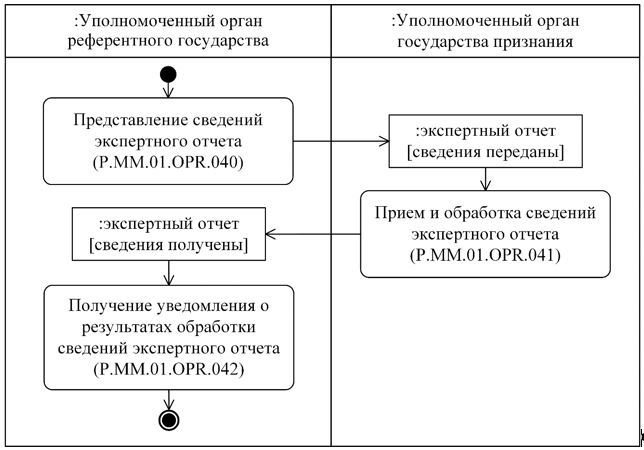 :Уполномоченный орган
референтного государства
:Уполномоченный орган
государства признания
Представление сведений
экспертного отчета
(P.MM.01.OPR.040)
:экспертный отчет
[сведения переданы]
Прием и обработка сведений
экспертного отчета
(P.MM.01.OPR.041)
:экспертный отчет
[сведения получены]
Получение уведомления о
результатах обработки
сведений экспертного отчета
(P.MM.01.OPR.042)